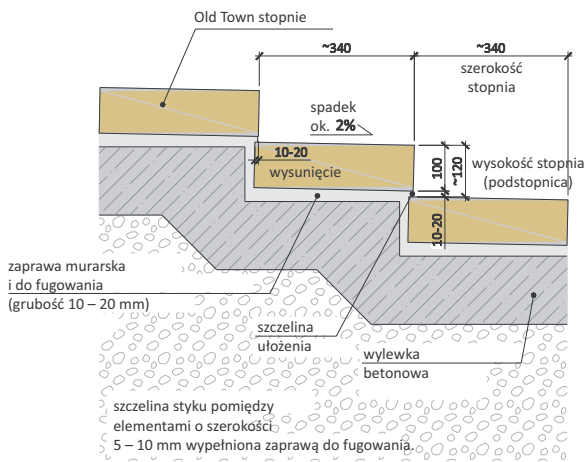 Old Town stopnie
~340
~340
szerokość
stopnia
spadek
ok. 2%
10-20
wysunięcie
100
~120
wysokość stopnia
(podstopnica)
10-20
zaprawa murarska
i do fugowania
(grubość 10 – 20 mm)
szczelina
ułożenia
wylewka
betonowa
szczelina styku pomiędzy
elementami o szerokości
5 – 10 mm wypełniona zaprawą do fugowania.